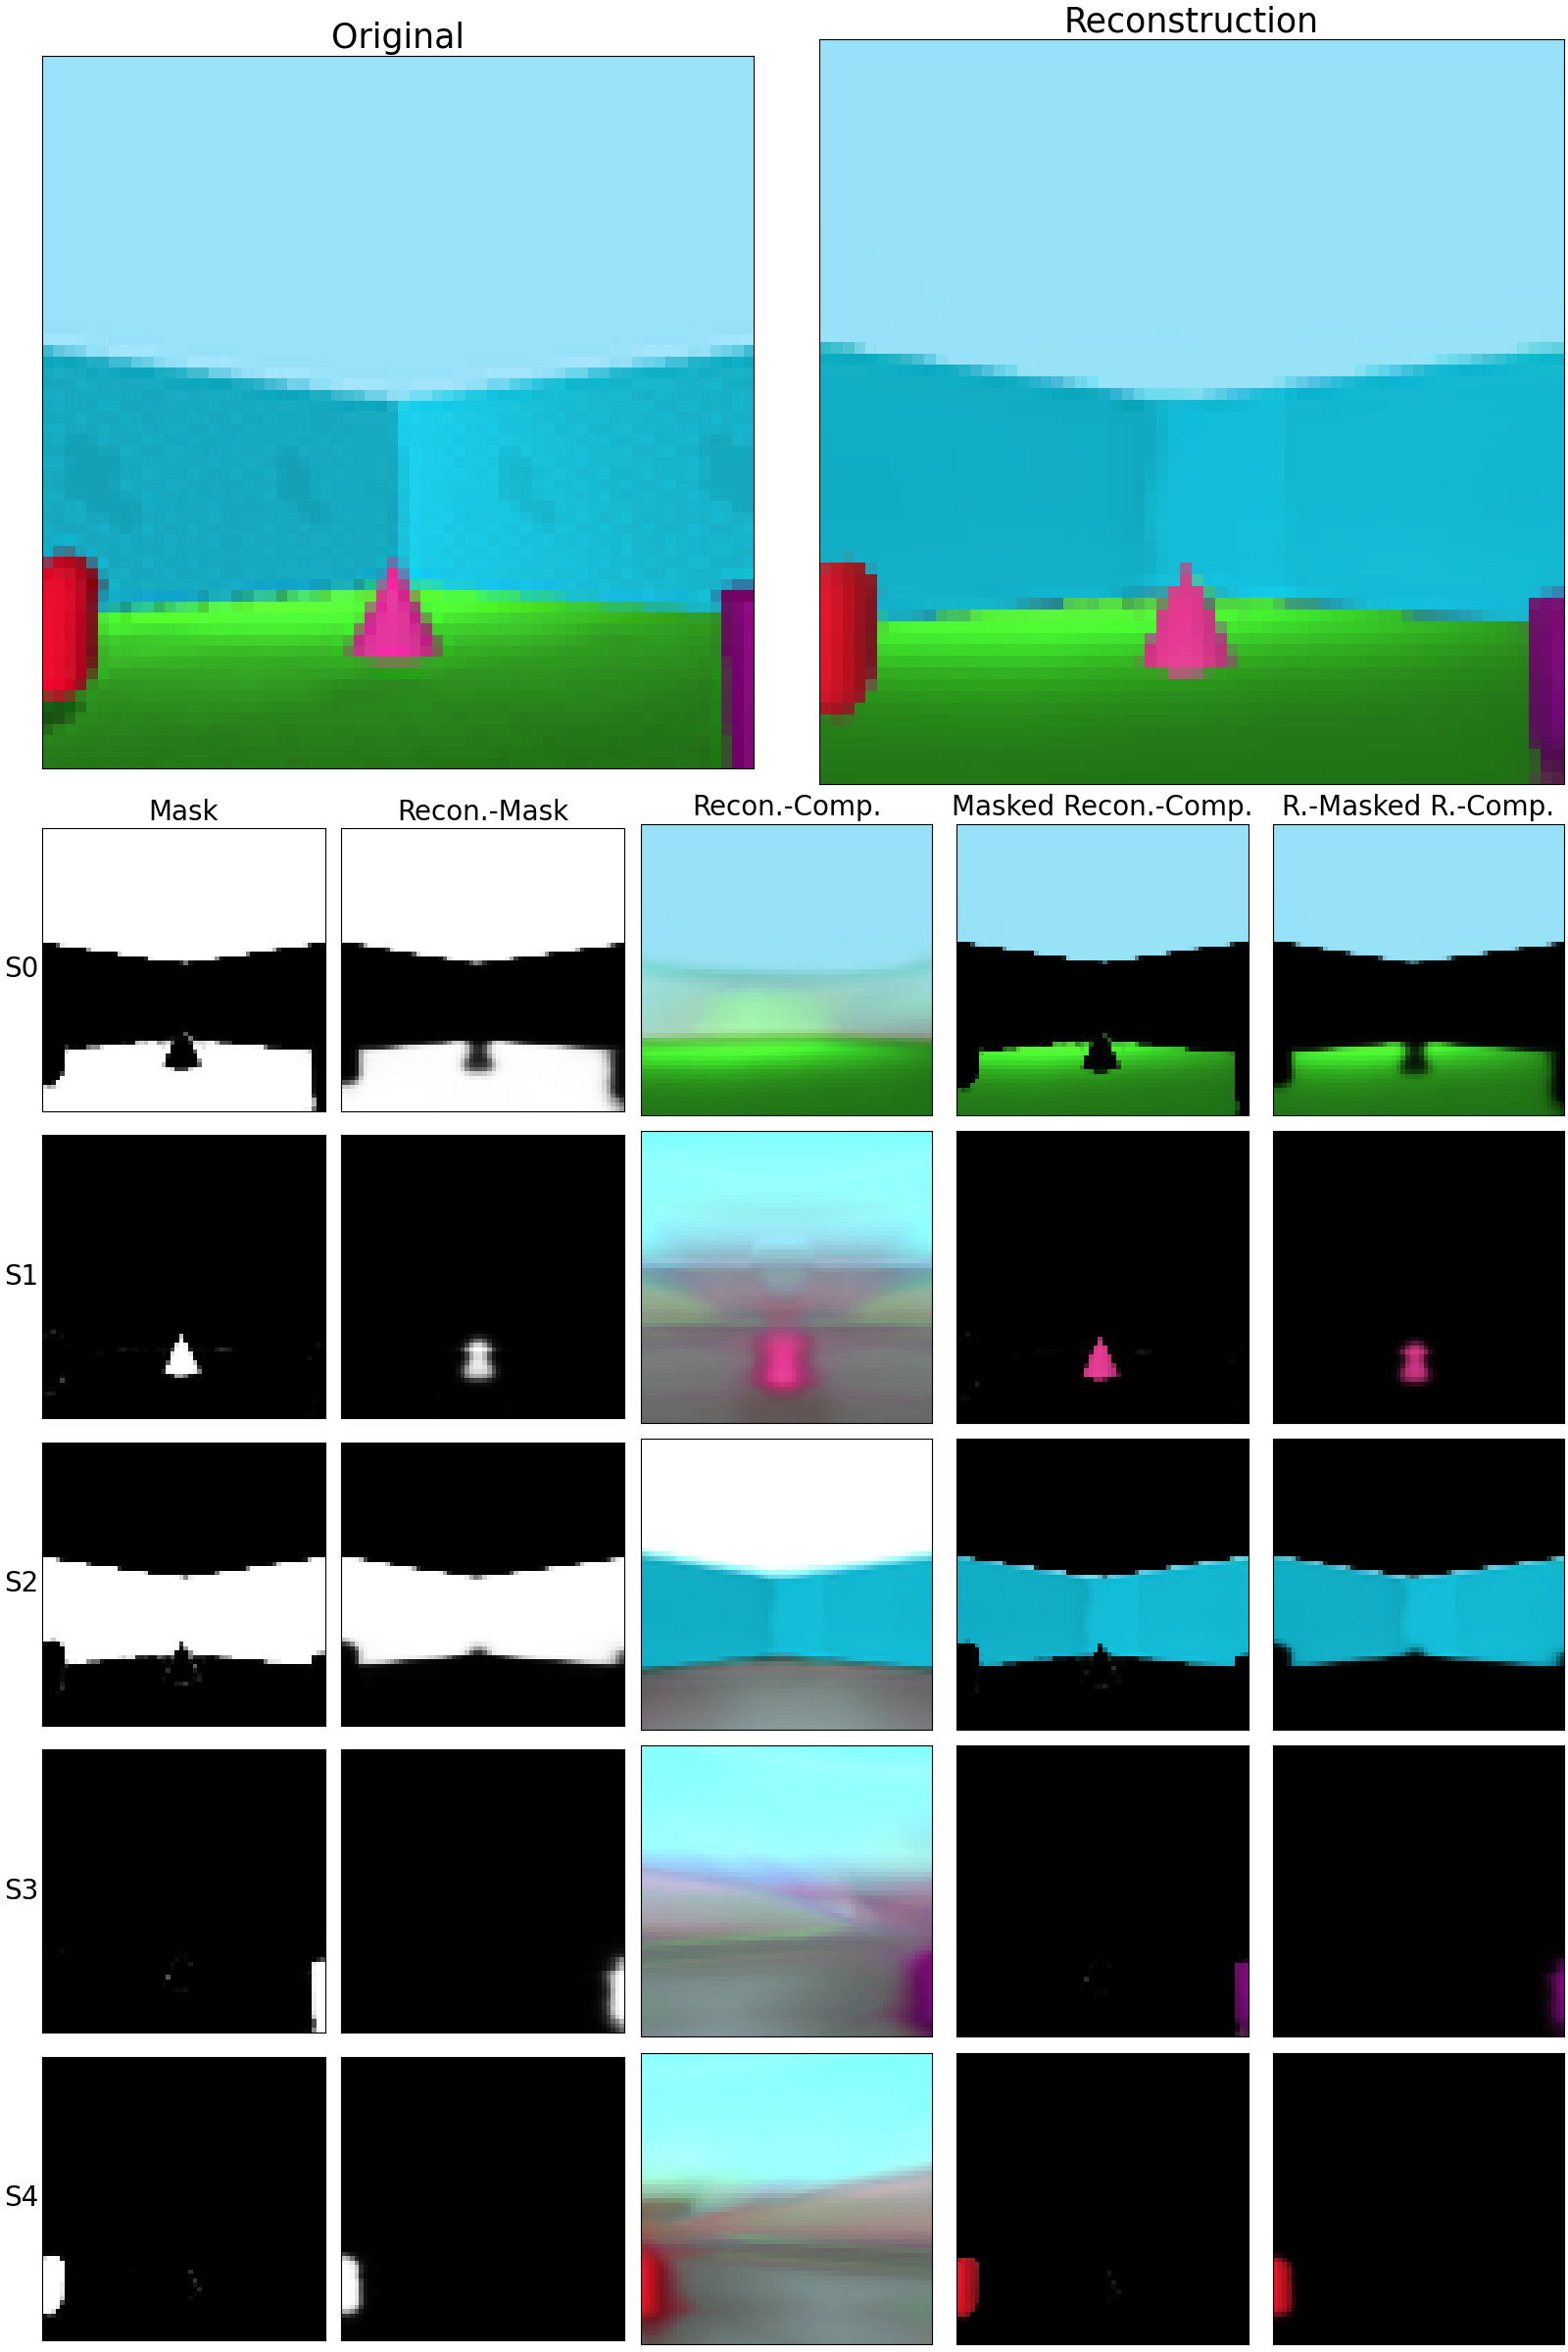 Original
Reconstruction
Mask
Recon.-Mask
Recon.-Comp.
Masked Recon.-Comp.
R.-Masked R.-Comp.
S0
S1
S2
S3
S4